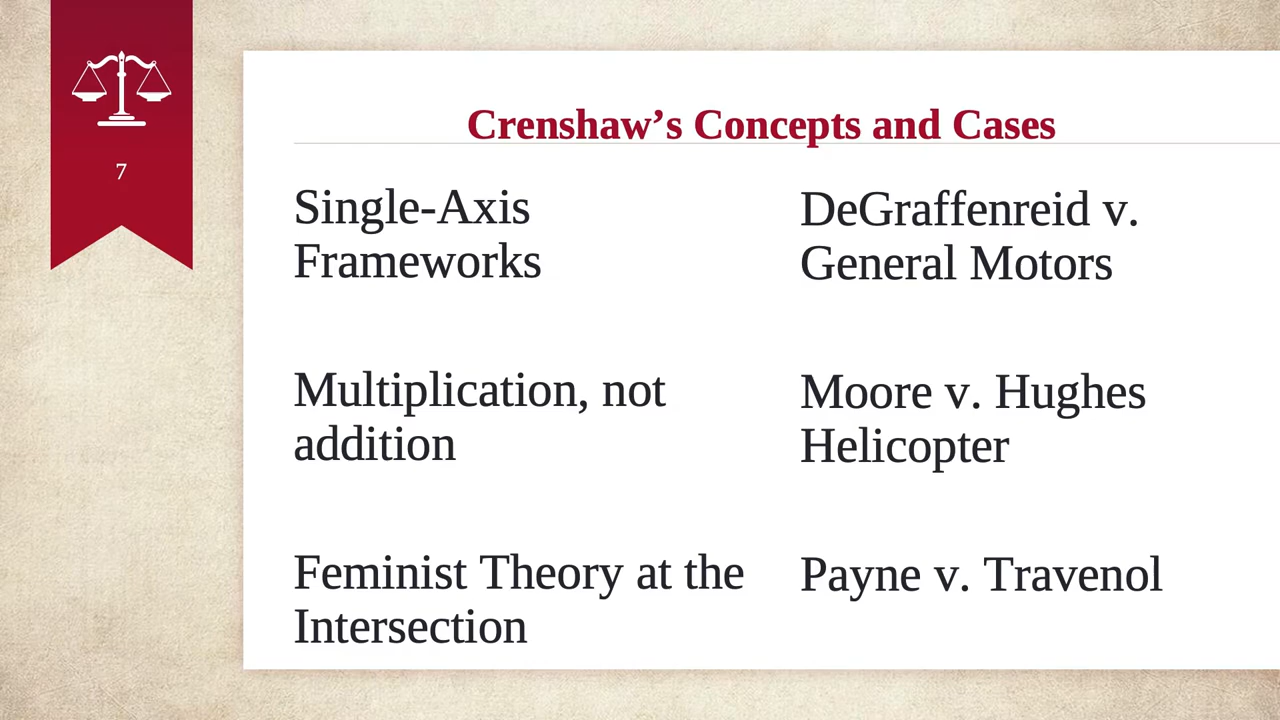 7
Crenshaw’s Concepts and Cases
Single-Axis
Frameworks
Multiplication, not
addition
Feminist Theory at the
Intersection
DeGraffenreid v.
General Motors
Moore v. Hughes
Helicopter
Payne v. Travenol